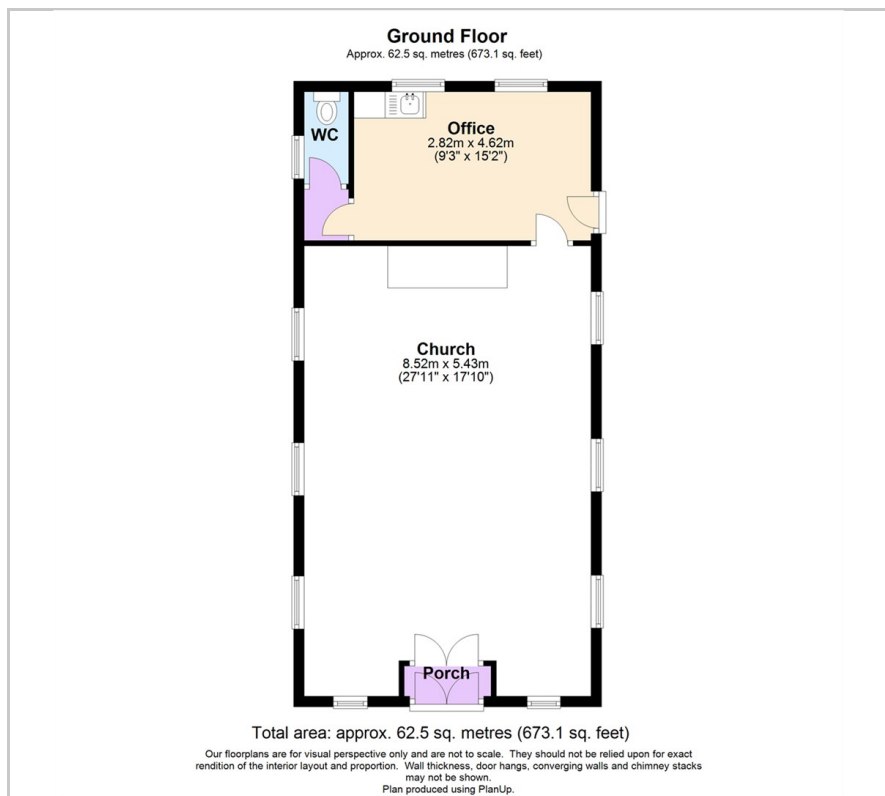 Ground Floor
Approx. 62.5 sq. metres (673.1 sq. feet)
WC
Office
2.82m x 4.62m
(9'3" x 15'2")
Church
8.52m x 5.43m
(27'11" x 17'10")
Porch
Total area: approx. 62.5 sq. metres (673.1 sq. feet)
Our floorplans are for visual perspective only and are not to scale. They should not be relied upon for exact
rendition of the interior layout and proportion. Wall thickness, door hangs, converging walls and chimney stacks
may not be shown.
Plan produced using PlanUp.